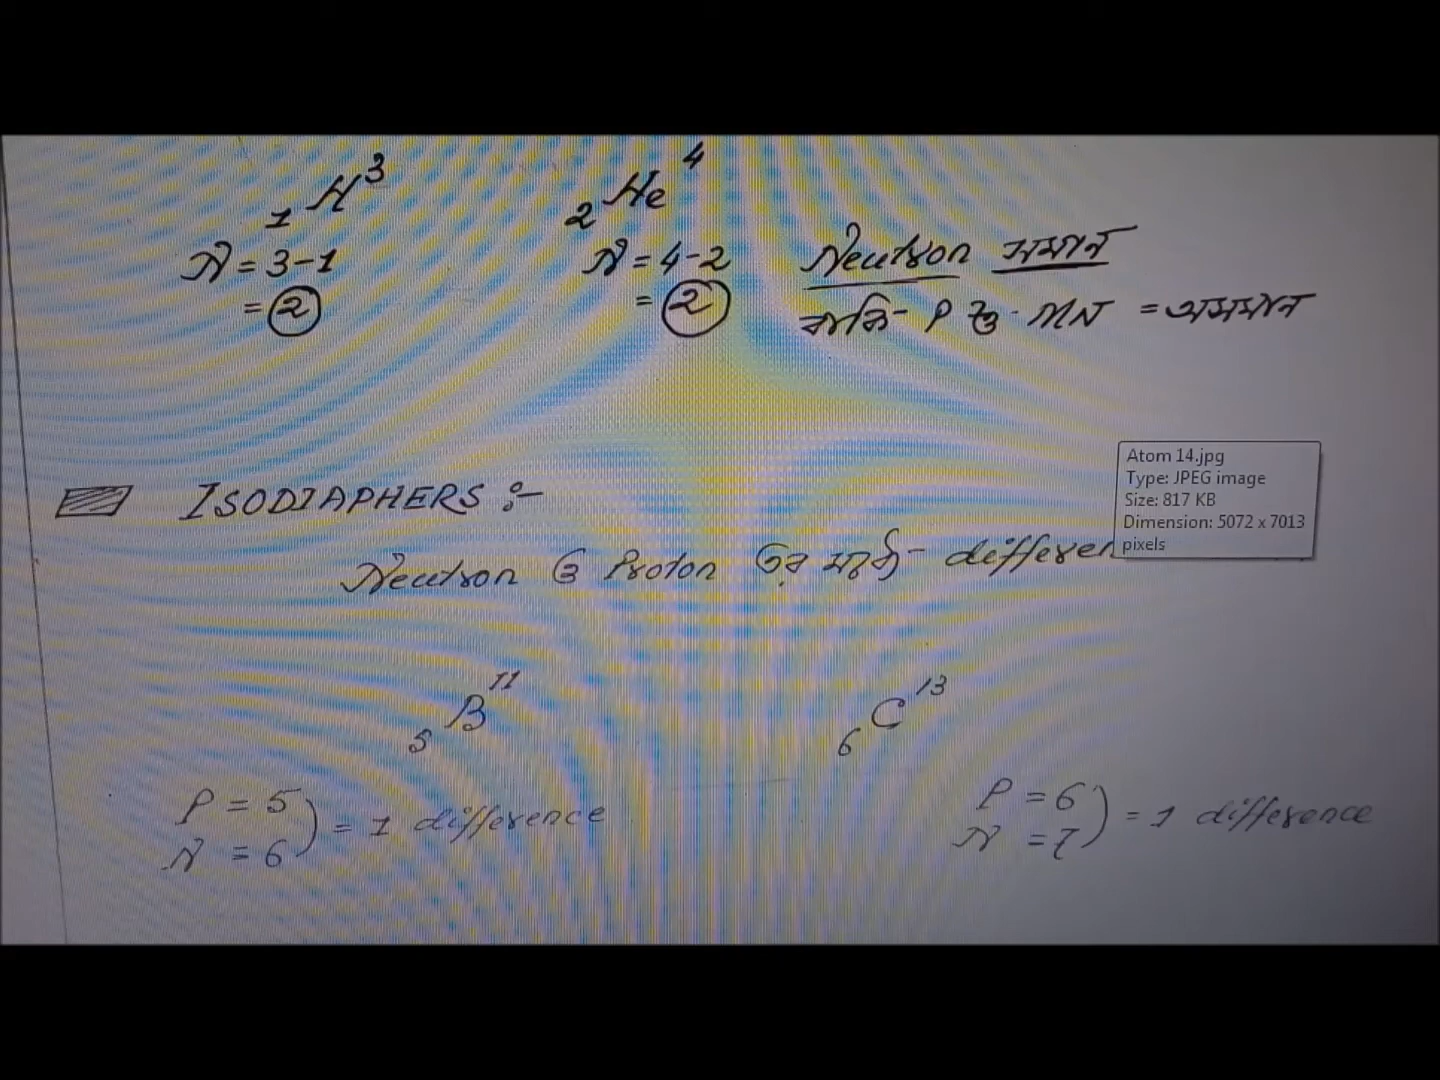 ₁H³ ₂He⁴
N = 3-1 N = 4-2 Neutron সমান
= 2 = 2 কিন্তু P ও MN = অসমান
Atom 14.jpg
Type: JPEG image
Size: 817 KB
Dimension: 5072 x 7013
pixels
ISODIAPHERS :-
Neutron ও Proton এর differen
₅B¹¹ ₆C¹³
P = 5 P = 6
N = 6 = 1 difference N = 7 = 1 difference